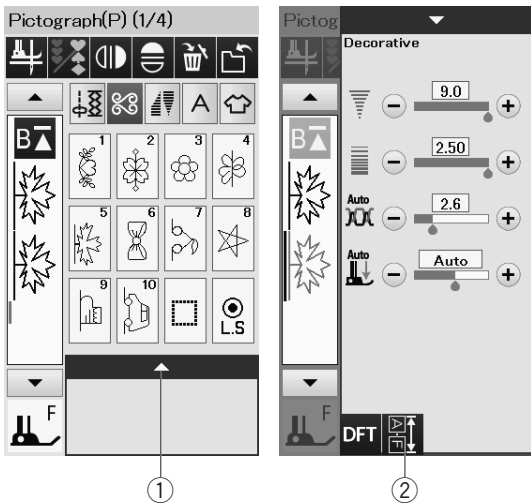 Pictograph(P) (1/4)
A
B
1 2 3 4
5 6 7 8
9 10
L.S
F
①
Pictog
Decorative
B
9.0
2.50
Auto
2.6
Auto
Auto
F
DFT
A F
②